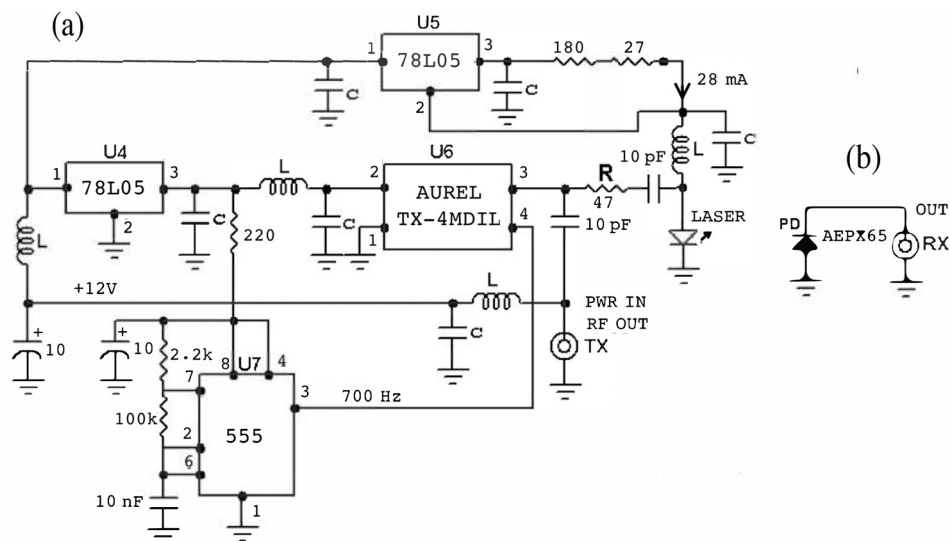 (a)
U5
1
78L05
3
180
27
28 mA
C
C
2
C
U4
L
U6
10 pF
L
(b)
1
78L05
3
2
AUREL
TX-4MDIL
3
R
47
C
C
2
220
1
4
10 pF
LASER
PD
AEPX65
OUT
RX
L
+12V
L
PWR IN
RF OUT
TX
C
+
10
+
10
2.2k
U7
8
4
7
3
700 Hz
100k
555
2
6
10 nF
1